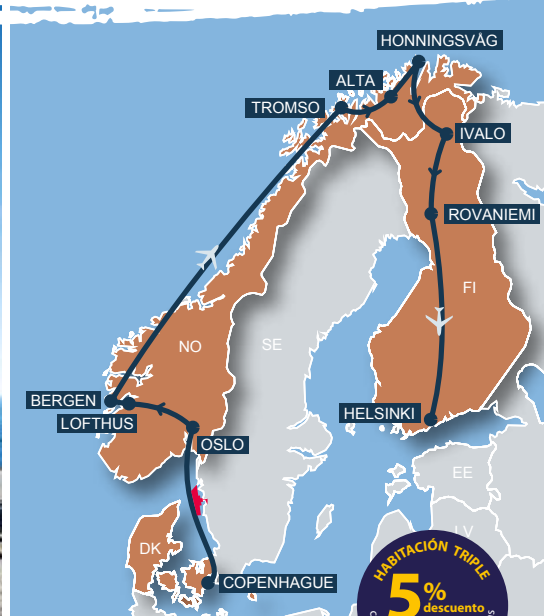 HONNINGSVÅG
ALTA
TROMSO
IVALO
ROVANIEMI
FI
NO
SE
BERGEN
LOFTHUS
HELSINKI
OSLO
EE
LV
DK
COPENHAGUE
HABITACIÓN TRIPLE
5%
descuento